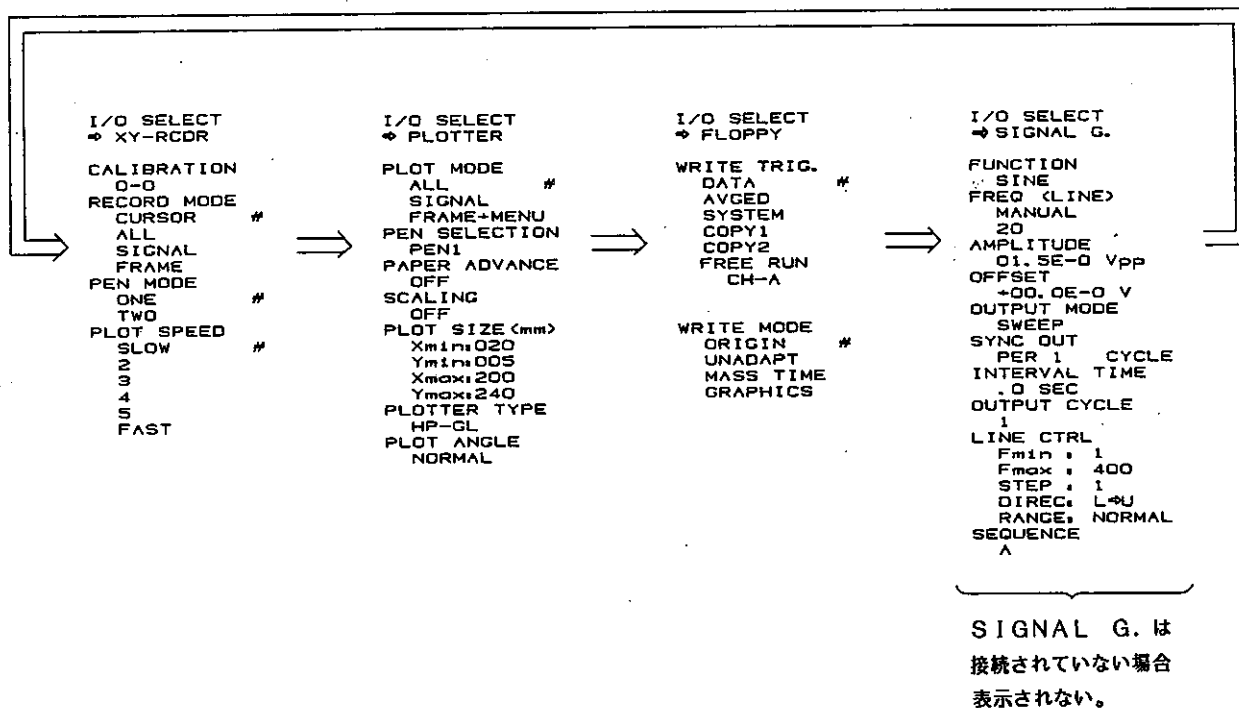 I/O SELECT
⇒ XY-RCDR
CALIBRATION
0-0
RECORD MODE
CURSOR #
ALL
SIGNAL
FRAME
PEN MODE
ONE #
TWO
PLOT SPEED
SLOW #
2
3
4
5
FAST
I/O SELECT
⇒ PLOTTER
PLOT MODE
ALL #
SIGNAL
FRAME+MENU
PEN SELECTION
PEN1
PAPER ADVANCE
OFF
SCALING
OFF
PLOT SIZE(mm)
Xmin:020
Ymin:005
Xmax:200
Ymax:240
PLOTTER TYPE
HP-GL
PLOT ANGLE
NORMAL
I/O SELECT
⇒ FLOPPY
WRITE TRIG.
DATA #
AVGED
SYSTEM
COPY1
COPY2
FREE RUN
CH-A
WRITE MODE
ORIGIN #
UNADAPT
MASS TIME
GRAPHICS
I/O SELECT
⇒ SIGNAL G.
FUNCTION
SINE
FREQ (LINE)
MANUAL
20
AMPLITUDE
01.5E-0 Vpp
OFFSET
+00.0E-0 V
OUTPUT MODE
SWEEP
SYNC OUT
PER 1 CYCLE
INTERVAL TIME
.0 SEC
OUTPUT CYCLE
1
LINE CTRL
Fmin : 1
Fmax : 400
STEP : 1
DIREC: L⇒U
RANGE: NORMAL
SEQUENCE
A
SIGNAL G.は
接続されていない場合
表示されない。